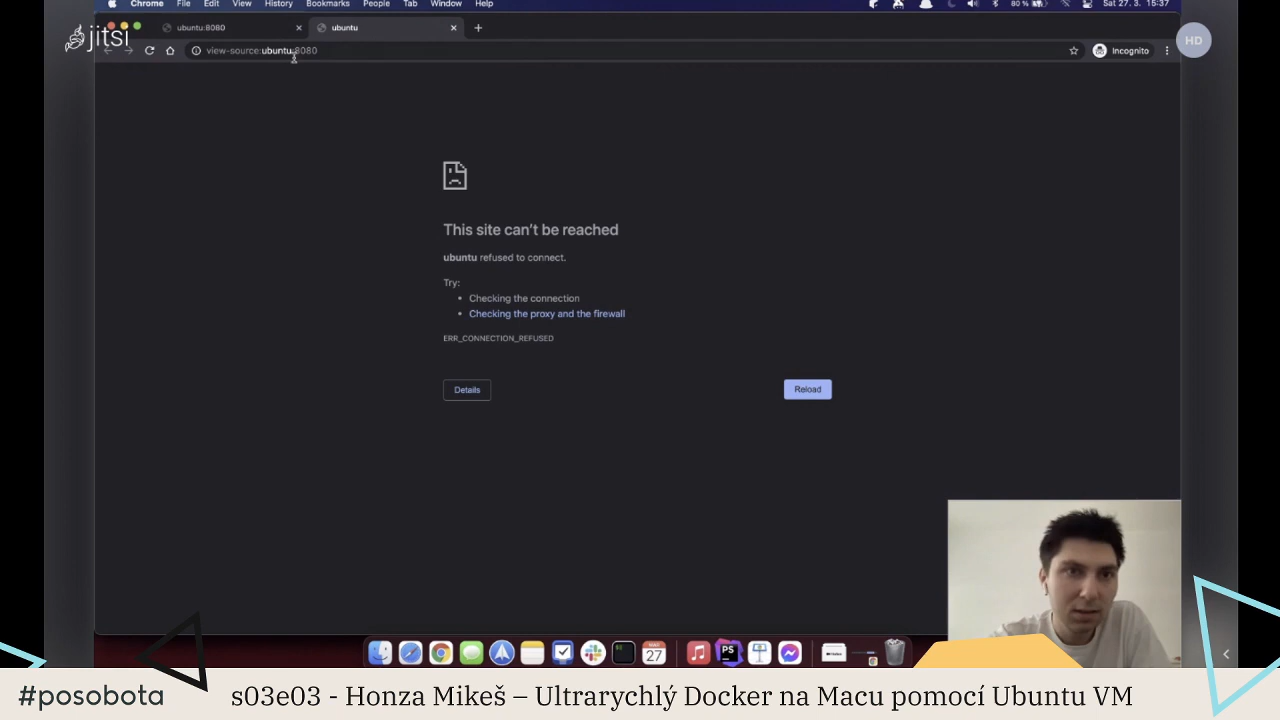 Chrome File Edit View History Bookmarks People Tab Window Help 80 % Sat 27. 3. 15:37
jitsi
ubuntu:8080
ubuntu
view-source:ubuntu:8080
Incognito
HD
This site can't be reached
ubuntu refused to connect.
Try:
• Checking the connection
• Checking the proxy and the firewall
ERR_CONNECTION_REFUSED
Details
Reload
27
PS
#posobota
s03e03 - Honza Mikeš – Ultrarychlý Docker na Macu pomocí Ubuntu VM